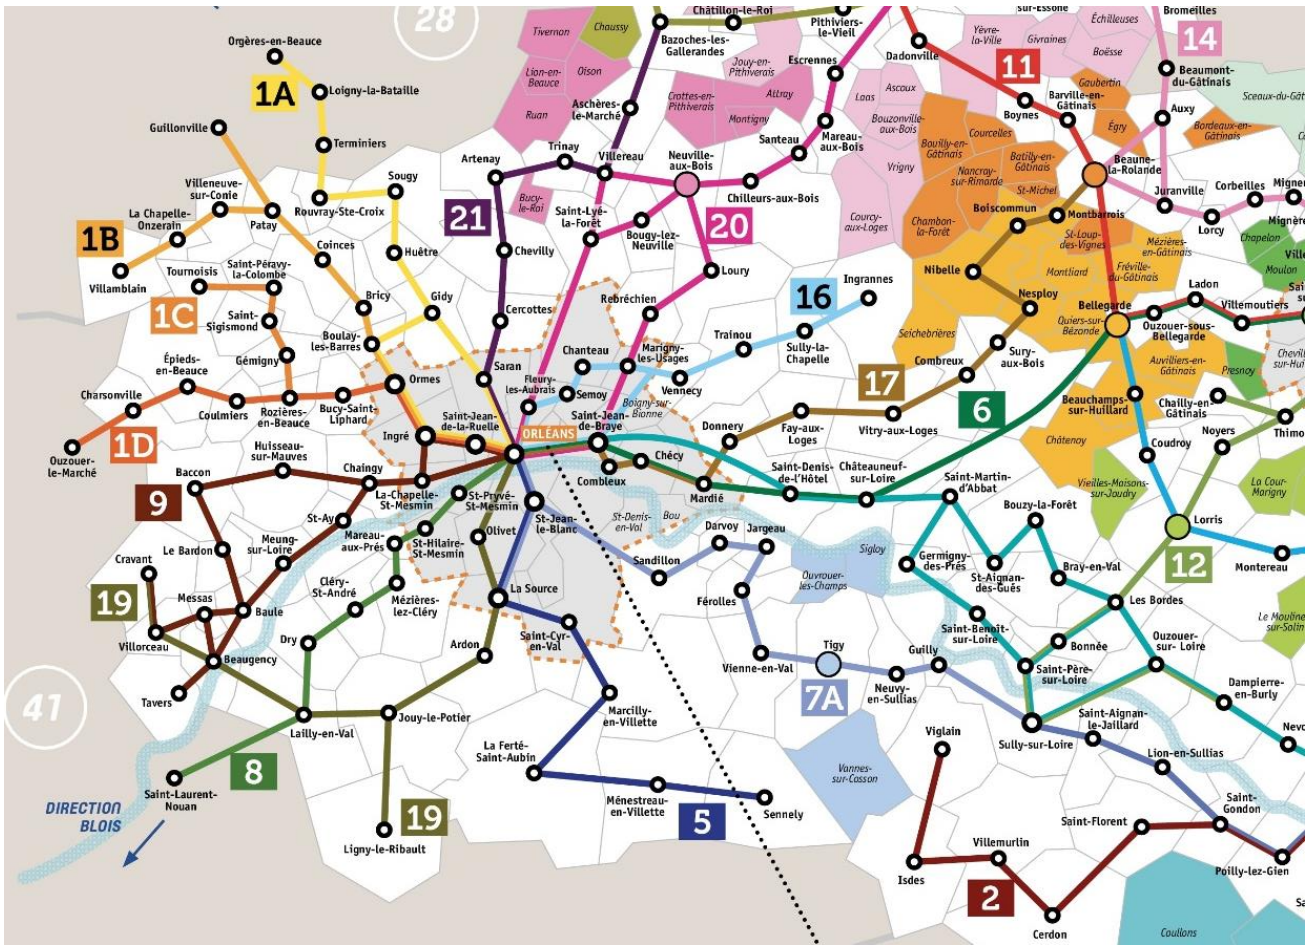 28
Châtillon-le-Roi
Pithiviers-
le-Vieil
sur-Essone
Bromeilles
Échilleuses
Yèvre-
la-Ville
Givraines
Boësse
14
Tivernon
Chaussy
Bazoches-les
Gallerandes
Orgères-en-Beauce
Oison
Lion-en-
Beauce
Ruan
Jouy-en-
Pithiverais
Escrennes
Dadonville
11
Gaubertin
Beaumont-
du-Gâtinais
Sceaux-du-Gât
1A
Loigny-la-Bataille
Aschères-
le-Marché
Crottes-en-
Pithiverais
Attray
Montigny
Laas
Ascoux
Bouzonville-
aux-Bois
Boynes
Barville-en-
Gâtinais
Auxy
Égry
Bordeaux-en-
Gâtinais
Guillonville
Terminiers
Artenay
Trinay
Villereau
Neuville-
aux-Bois
Santeau
Mareau-
aux-Bois
Vrigny
Courcelles
Bouilly-en-
Gâtinais
Batilly-en-
Gâtinais
Nancray-
sur-Rimarde
St-Michel
Beaune-
la-Rolande
Juranville
Corbeilles
Villeneuve-
sur-Conie
Sougy
Rouvray-Ste-Croix
Bucy-
le-Roi
Chilleurs-aux-Bois
Courcy-
aux-Loges
Chambon-
la-Forêt
Boiscommun
Montbarrois
Lorcy
La Chapelle-
Onzerain
1B
Patay
Coinces
Huêtre
21
Chevilly
Saint-Lyé-
la-Forêt
Bougy-lez-
Neuville
20
Loury
St-Loup-
des-Vignes
Mézières-
en-Gâtinais
Chapelon
Moulon
Villamblain
Tournoisis
Saint-Péravy-
la-Colombe
1C
Bricy
Gidy
Cercottes
Rebréchien
16
Ingrannes
Nibelle
Montliard
Fréville-
du-Gâtinais
Nesploy
Bellegarde
Ladon
Villemoutiers
Saint-
Sigismond
Boulay-
les-Barres
Trainou
Sully-la-
Chapelle
Seichebrières
Quiers-sur-
Bézonde
Ouzouer-sous-
Bellegarde
Gémigny
Saran
Chanteau
Marigny-
les-Usages
Vennecy
Combreux
Sury-
aux-Bois
17
6
Auvilliers-en-
Gâtinais
Presnoy
Épieds-
en-Beauce
Charsonville
Coulmiers
Rozières-
en-Beauce
Bucy-Saint-
Liphard
Ormes
Fleury-
les-Aubrais
Semoy
Boigny-sur-
Bionne
Beauchamps-
sur-Huillard
Chailly-en-
Gâtinais
1D
Ouzouer-
le-Marché
Ingré
Saint-Jean-
de-la-Ruelle
ORLÉANS
Saint-Jean-
de-Braye
Donnery
Fay-aux-
Loges
Vitry-aux-Loges
Châtenoy
Coudroy
Noyers
Baccon
Huisseau-
sur-Mauves
Chaingy
La-Chapelle-
St-Mesmin
St-Pryvé-
St-Mesmin
Chécy
Combleux
Mardié
Saint-Denis-
de-l'Hôtel
Châteauneuf-
sur-Loire
Saint-Martin-
d'Abbat
Vieilles-Maisons-
sur-Joudry
La Cour-
Marigny
9
St-Ay
Mareau-
aux-Prés
St-Hilaire-
St-Mesmin
Olivet
St-Jean-
le-Blanc
St-Denis-
en-Val
Bou
Bouzy-la-Forêt
Lorris
12
Montereau
Cravant
Le Bardon
Meung-
sur-Loire
Sandillon
Darvoy
Jargeau
Sigloy
Ouvrouer-
les-Champs
Germigny-
des-Prés
St-Aignan-
des-Gués
Bray-en-Val
19
Messas
Baule
Cléry-
St-André
Mézières-
lez-Cléry
La Source
Férolles
Les Bordes
Villorceau
Beaugency
Dry
Ardon
Saint-Cyr-
en-Val
Vienne-en-Val
Tigy
Guilly
Saint-Benoît-
sur-Loire
Bonnée
Ouzouer-
sur-Loire
41
Tavers
Lailly-en-Val
Jouy-le-Potier
Marcilly-
en-Villette
7A
Neuvy-
en-Sullias
Saint-Père-
sur-Loire
Sully-sur-Loire
Dampierre-
en-Burly
Saint-Aignan-
le-Jaillard
8
Saint-Laurent-
Nouan
La Ferté-
Saint-Aubin
Vannes-
sur-Cosson
Viglain
Lion-en-Sullias
DIRECTION
BLOIS
19
Ligny-le-Ribault
Ménestreau-
en-Villette
5
Sennely
Saint-
Gondon
Saint-Florent
Villemurlin
Isdes
2
Cerdon
Poilly-lez-Gien
Coullons